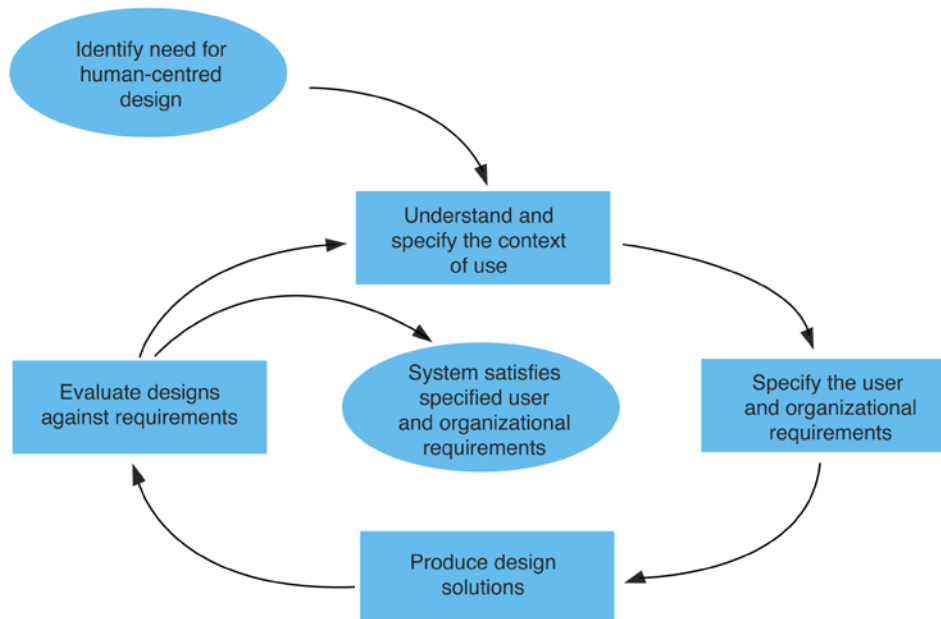 Identify need for
human-centred
design
Understand and
specify the context
of use
Evaluate designs
against requirements
System satisfies
specified user
and organizational
requirements
Specify the user
and organizational
requirements
Produce design
solutions